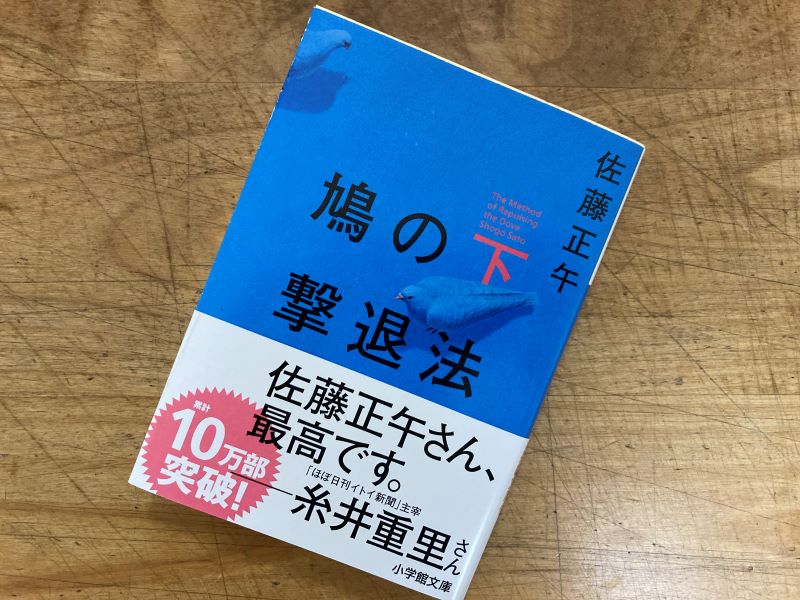 佐藤正午
The Method
of Repulsing
the Dove
Shogo Sato
下
鳩の
撃退法
佐藤正午さん、
最高です。
「ほぼ日刊イトイ新聞」主宰
──糸井重里さん
累計
10万部
突破!
小学館文庫